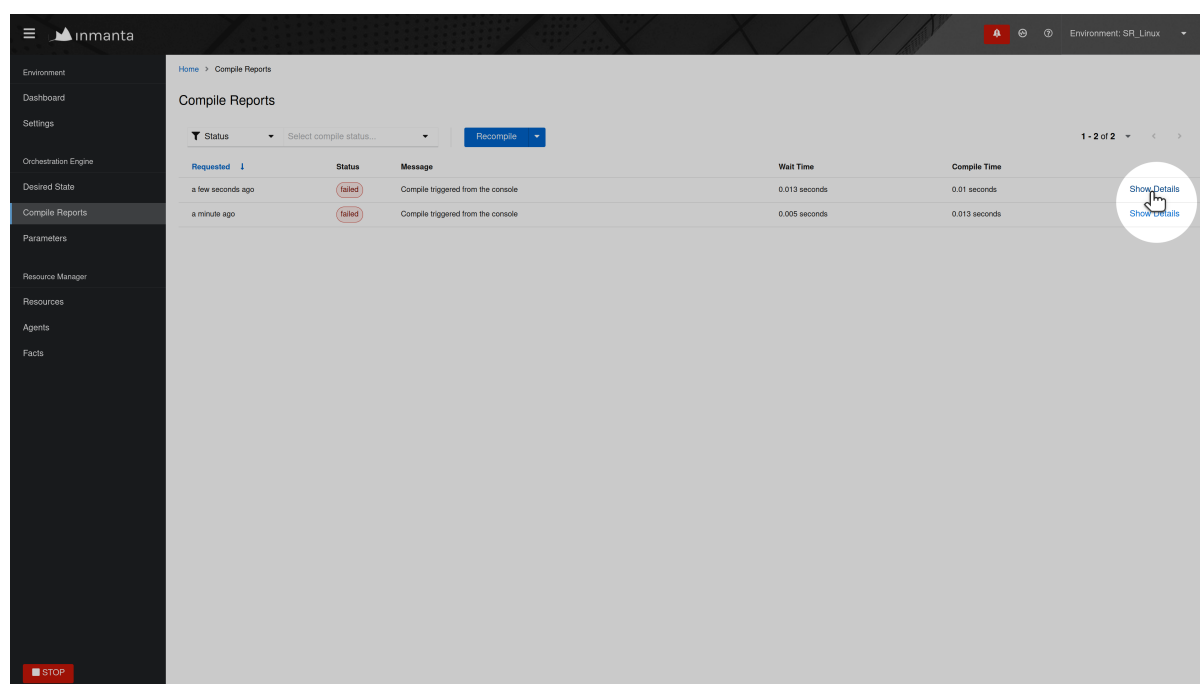 ınmanta
Environment: SR_Linux
Environment
Dashboard
Settings
Orchestration Engine
Desired State
Compile Reports
Parameters
Resource Manager
Resources
Agents
Facts
STOP
Home > Compile Reports
Compile Reports
Status Select compile status... Recompile 1 - 2 of 2
Requested Status Message Wait Time Compile Time
a few seconds ago failed Compile triggered from the console 0.013 seconds 0.01 seconds Show Details
a minute ago failed Compile triggered from the console 0.005 seconds 0.013 seconds Show Details